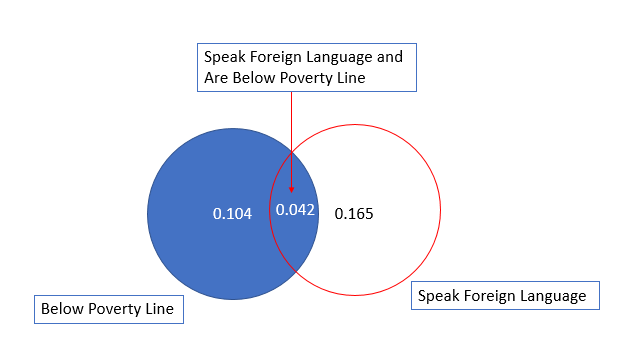 Speak Foreign Language and
Are Below Poverty Line
0.104
0.042
0.165
Below Poverty Line
Speak Foreign Language